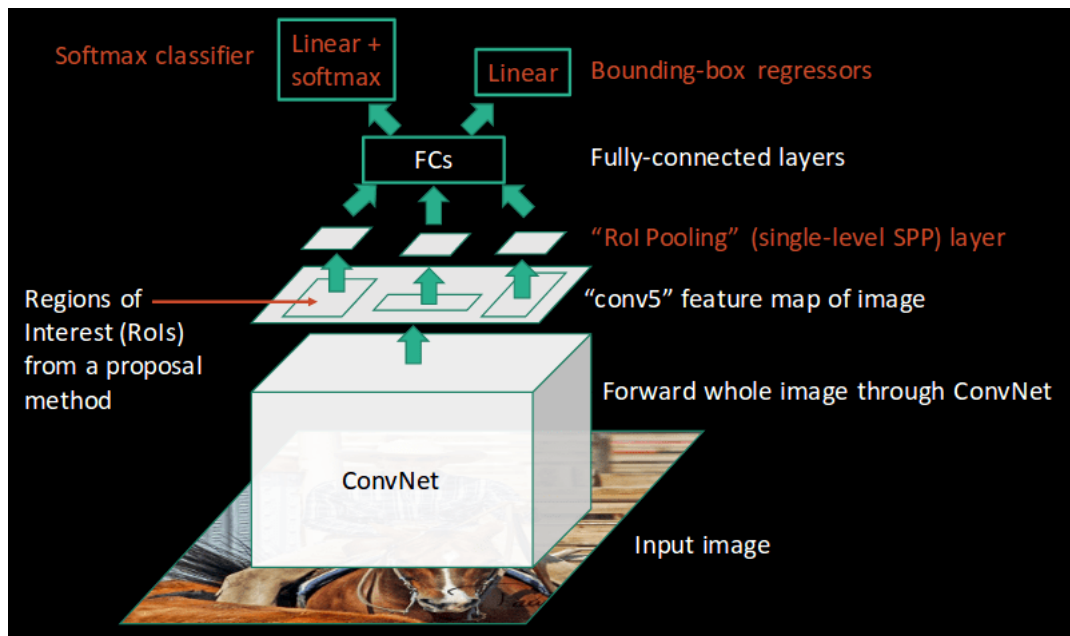 Softmax classifier
Linear +
softmax
Linear
Bounding-box regressors
FCs
Fully-connected layers
“RoI Pooling” (single-level SPP) layer
Regions of
Interest (RoIs)
from a proposal
method
“conv5” feature map of image
Forward whole image through ConvNet
ConvNet
Input image